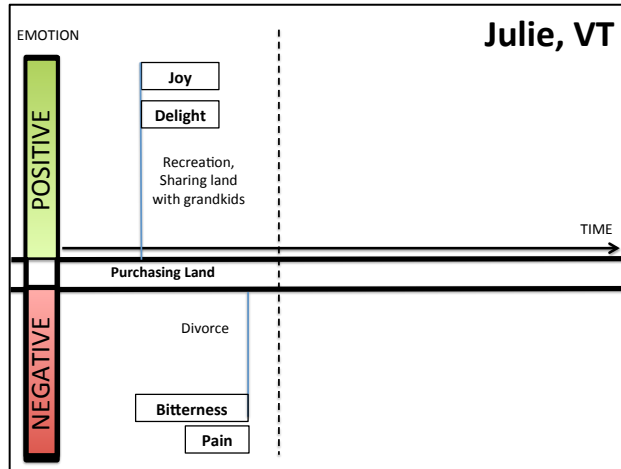 EMOTION
Julie, VT
POSITIVE
Joy
Delight
Recreation,
Sharing land
with grandkids
TIME
Purchasing Land
NEGATIVE
Divorce
Bitterness
Pain